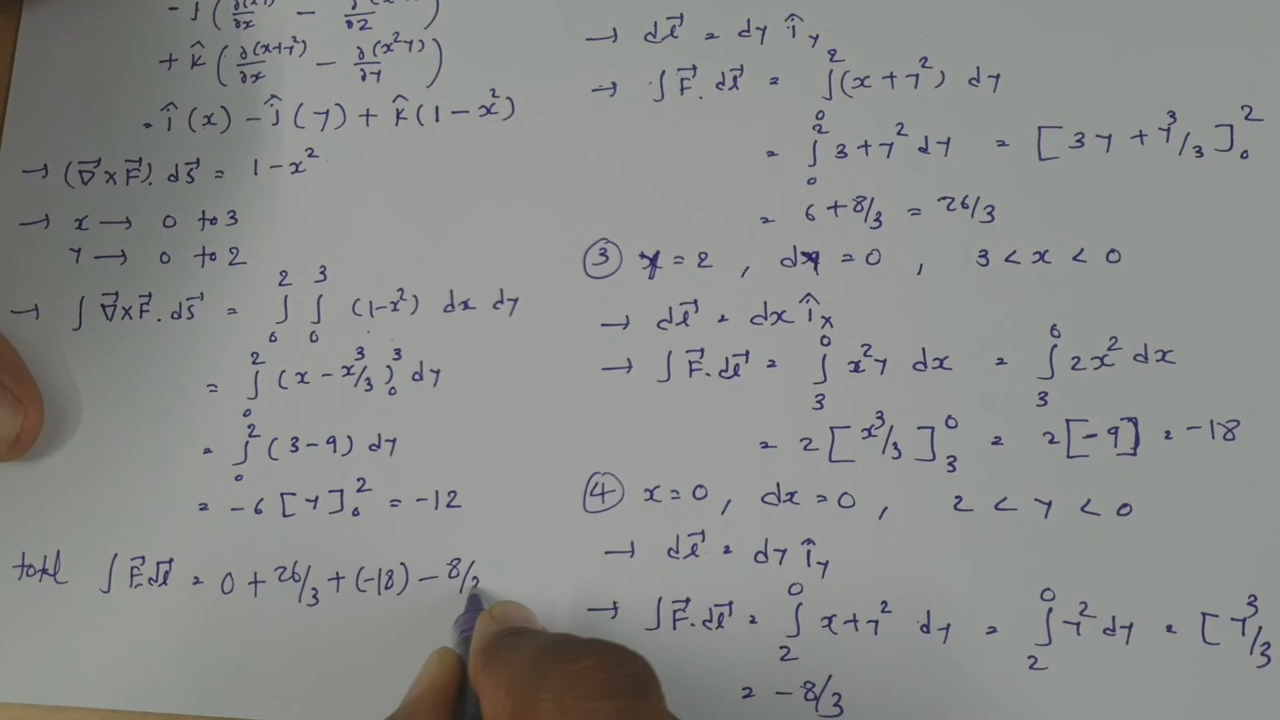 - ĵ(∂(xy)/∂x - ∂(x
+ k̂(∂(x+y²)/∂x - ∂(x²y)/∂y)
= î(x) - ĵ(y) + k̂(1-x²)
→ (∇⃗×F⃗).dS⃗ = 1-x²
→ x → 0 to 3
y → 0 to 2
→ ∫∇⃗×F⃗.dS⃗ = ∫₀² ∫₀³ (1-x²) dx dy
= ∫₀² (x - x³/3)₀³ dy
= ∫₀² (3-9) dy
= -6 [y]₀² = -12
total ∫F⃗.dl⃗ = 0 + 26/3 + (-18) - 8/
→ dl⃗ = dy î_y
→ ∫F⃗.dl⃗ = ∫₀² (x+y²) dy
= ∫₀² 3+y² dy = [3y + y³/3]₀²
= 6 + 8/3 = 26/3
③ y=2, dy=0, 3<x<0
→ dl⃗ = dx î_x
→ ∫F⃗.dl⃗ = ∫₃⁰ x²y dx = ∫₃⁰ 2x² dx
= 2[x³/3]₃⁰ = 2[-9] = -18
④ x=0, dx=0, 2<y<0
→ dl⃗ = dy î_y
→ ∫F⃗.dl⃗ = ∫₂⁰ x+y² dy = ∫₂⁰ y² dy = [y³/3
= -8/3